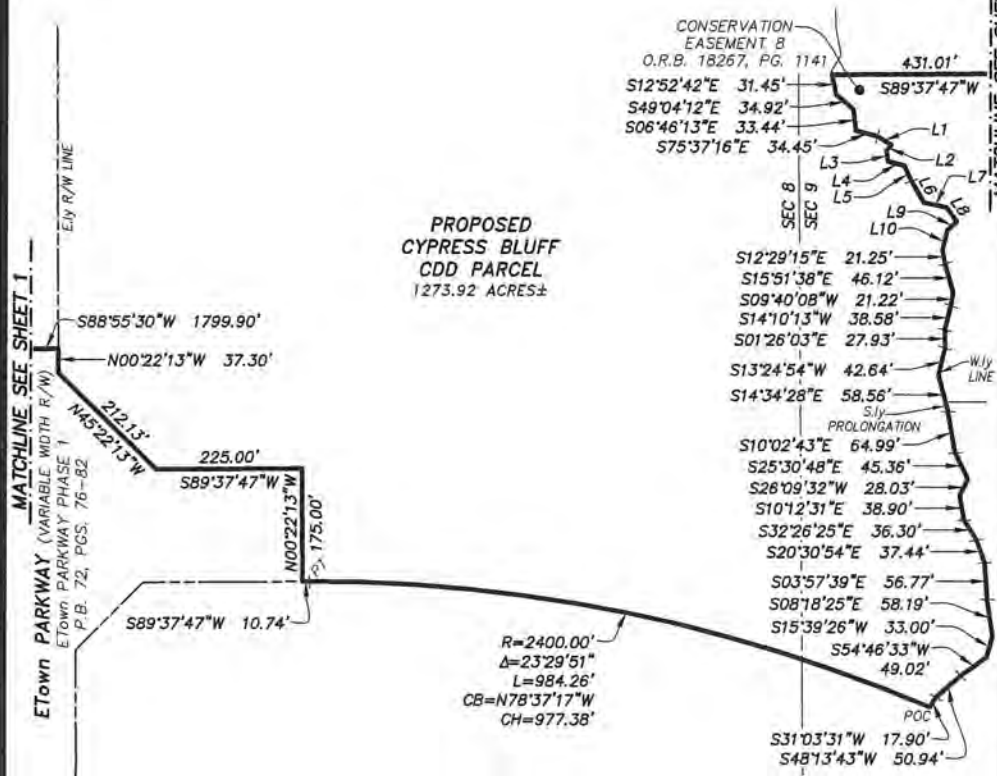 CONSERVATION
EASEMENT B
O.R.B. 18267, PG. 1141
431.01'
S89°37'47"W
S12°52'42"E 31.45'
S49°04'12"E 34.92'
S06°46'13"E 33.44'
S75°37'16"E 34.45'
L1
L2
L3
L4
L5
L6
L7
L8
L9
L10
SEC 8
SEC 9
E.ly R/W LINE
PROPOSED
CYPRESS BLUFF
CDD PARCEL
1273.92 ACRES±
MATCHLINE SEE SHEET 1
S88°55'30"W 1799.90'
N00°22'13"W 37.30'
212.13'
N45°22'13"W
225.00'
S89°37'47"W
N00°22'13"W 175.00'
S89°37'47"W 10.74'
ETown PARKWAY (VARIABLE WIDTH R/W)
ETown PARKWAY PHASE 1
P.B. 72, PGS. 76-82
S12°29'15"E 21.25'
S15°51'38"E 46.12'
S09°40'08"W 21.22'
S14°10'13"W 38.58'
S01°26'03"E 27.93'
S13°24'54"W 42.64'
W.ly
LINE
S14°34'28"E 58.56'
S.ly
PROLONGATION
S10°02'43"E 64.99'
S25°30'48"E 45.36'
S26°09'32"W 28.03'
S10°12'31"E 38.90'
S32°26'25"E 36.30'
S20°30'54"E 37.44'
S03°57'39"E 56.77'
S08°18'25"E 58.19'
S15°39'26"W 33.00'
S54°46'33"W
49.02'
R=2400.00'
Δ=23°29'51"
L=984.26'
CB=N78°37'17"W
CH=977.38'
POC
S31°03'31"W 17.90'
S48°13'43"W 50.94'